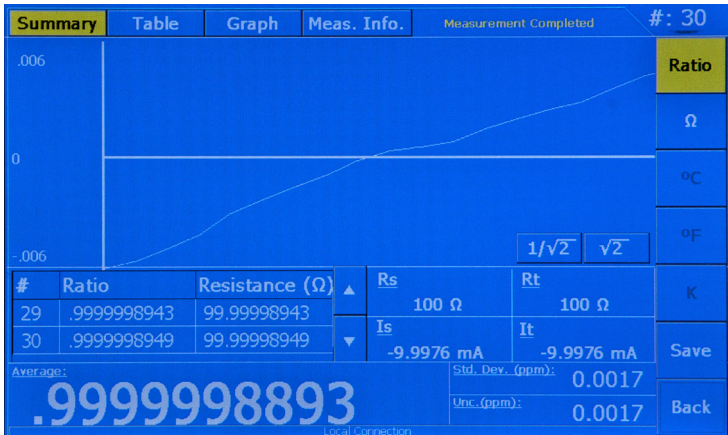 Summary Table Graph Meas. Info. Measurement Completed #: 30
.006
0
-.006
1/√2 √2
Ratio
Ω
°C
°F
K
Save
Back
# Ratio Resistance (Ω)
29 .9999998943 99.99998943
30 .9999998949 99.99998949
Rs
100 Ω
Rt
100 Ω
Is
-9.9976 mA
It
-9.9976 mA
Average:
.9999998893
Std. Dev. (ppm):
0.0017
Unc.(ppm):
0.0017
Local Connection